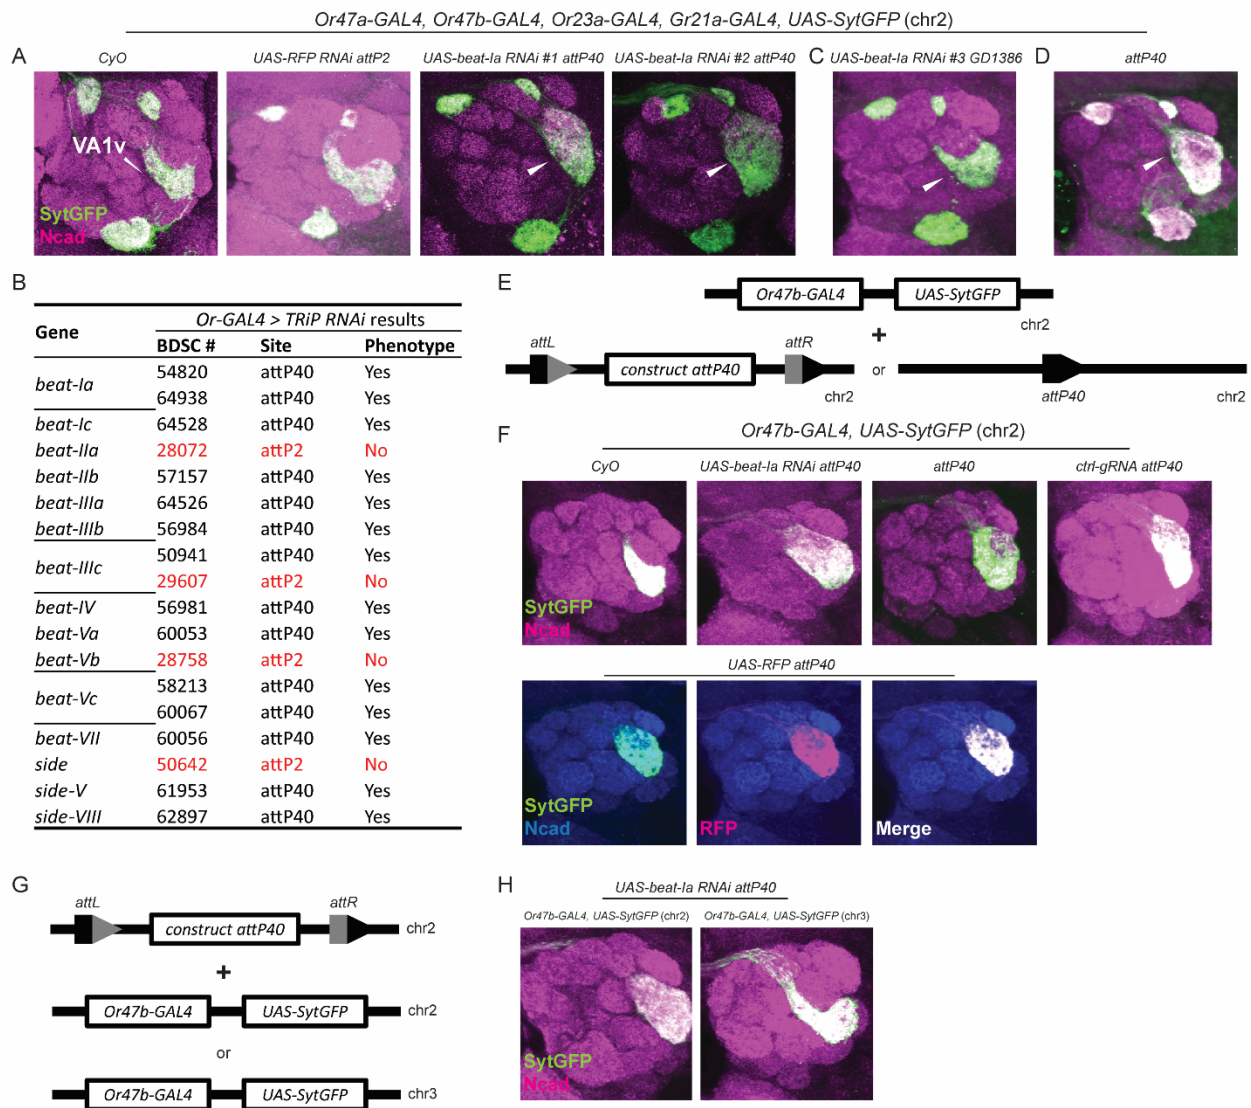 Or47a-GAL4, Or47b-GAL4, Or23a-GAL4, Gr21a-GAL4, UAS-SytGFP (chr2)
A
CyO
UAS-RFP RNAi attP2
UAS-beat-Ia RNAi #1 attP40
UAS-beat-Ia RNAi #2 attP40
C
UAS-beat-Ia RNAi #3 GD1386
D
attP40
VA1v
SytGFP
Ncad
B
Gene
Or-GAL4 > TRiP RNAi results
BDSC # Site Phenotype
beat-Ia 54820 attP40 Yes
64938 attP40 Yes
beat-Ic 64528 attP40 Yes
beat-IIa 28072 attP2 No
beat-IIb 57157 attP40 Yes
beat-IIIa 64526 attP40 Yes
beat-IIIb 56984 attP40 Yes
beat-IIIc 50941 attP40 Yes
29607 attP2 No
beat-IV 56981 attP40 Yes
beat-Va 60053 attP40 Yes
beat-Vb 28758 attP2 No
beat-Vc 58213 attP40 Yes
60067 attP40 Yes
beat-VII 60056 attP40 Yes
side 50642 attP2 No
side-V 61953 attP40 Yes
side-VIII 62897 attP40 Yes
E
Or47b-GAL4
UAS-SytGFP
chr2
+
attL
attR
construct attP40
chr2
or
attP40
chr2
F
Or47b-GAL4, UAS-SytGFP (chr2)
CyO
UAS-beat-Ia RNAi attP40
attP40
ctrl-gRNA attP40
SytGFP
Ncad
UAS-RFP attP40
SytGFP
Ncad
RFP
Merge
G
attL
attR
construct attP40
chr2
+
Or47b-GAL4
UAS-SytGFP
chr2
or
Or47b-GAL4
UAS-SytGFP
chr3
H
UAS-beat-Ia RNAi attP40
Or47b-GAL4, UAS-SytGFP (chr2)
Or47b-GAL4, UAS-SytGFP (chr3)
SytGFP
Ncad